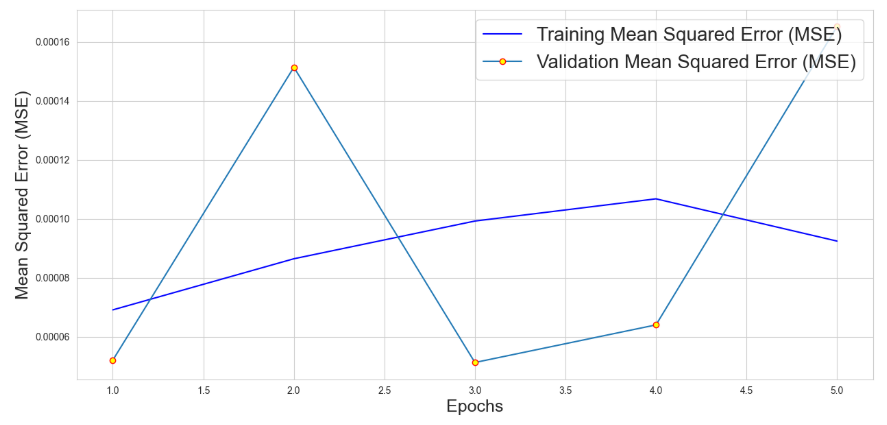 Training Mean Squared Error (MSE)
Validation Mean Squared Error (MSE)
Mean Squared Error (MSE)
0.00016
0.00014
0.00012
0.00010
0.00008
0.00006
1.0 1.5 2.0 2.5 3.0 3.5 4.0 4.5 5.0
Epochs